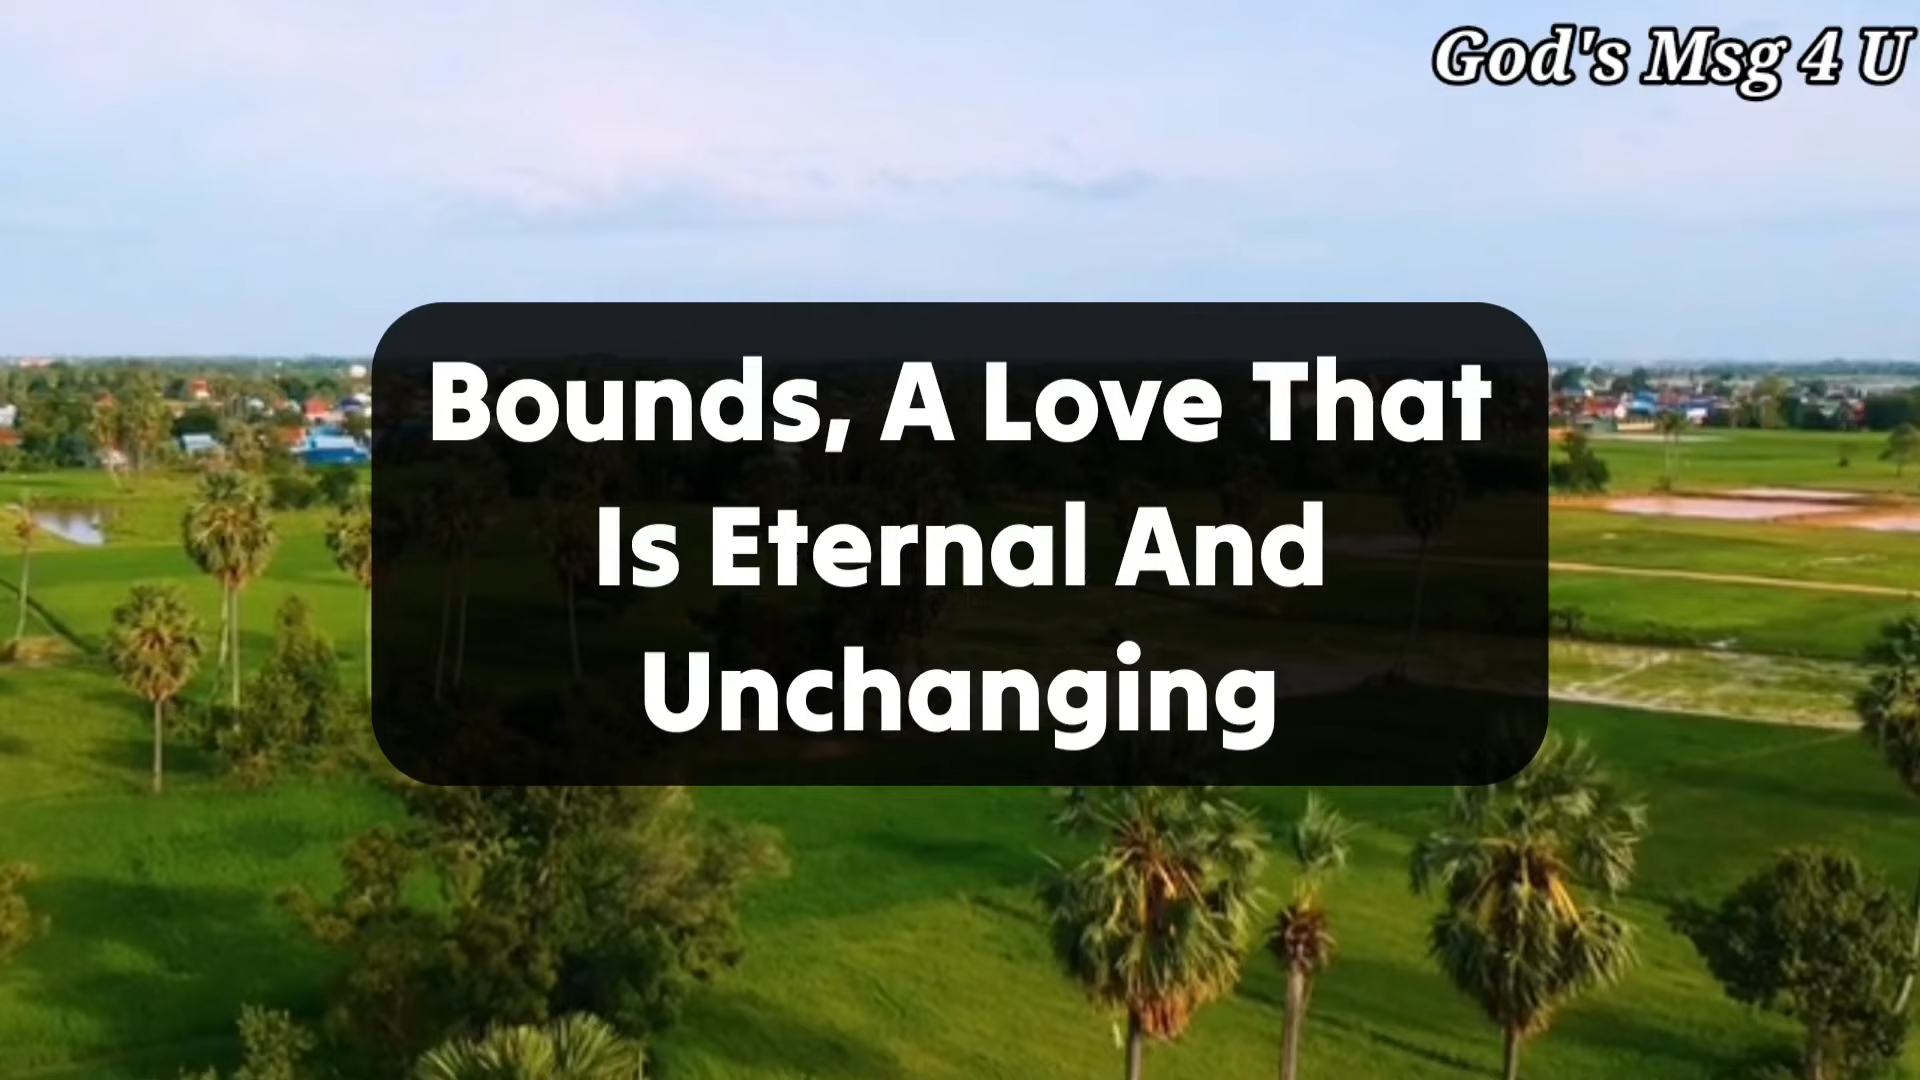 God's Msg 4 U
Bounds, A Love That
Is Eternal And
Unchanging